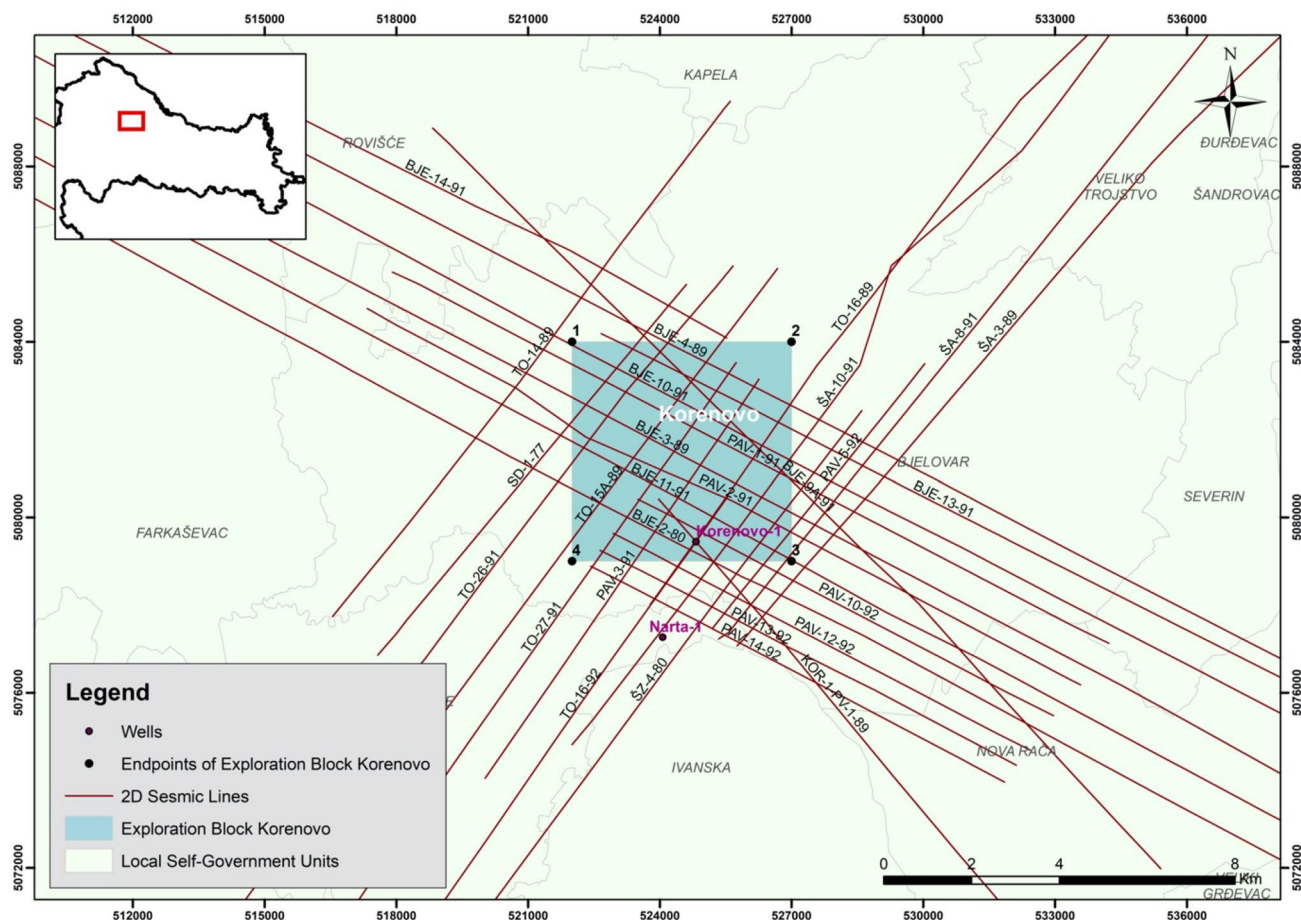 512000
515000
518000
521000
524000
527000
530000
533000
536000
N
KAPELA
ROVIŠĆE
ĐURĐEVAC
5088000
5088000
BJE-14-91
VELIKO
TROJSTVO
ŠANDROVAC
TO-16-89
ŠA-8-91
ŠA-3-89
1
2
5084000
5084000
BJE-4-89
TO-14-89
ŠA-10-91
BJE-10-91
Korenovo
BJE-3-89
PAV-1-91
PAV-5-92
SD-1-77
BJE-11-91
PAV-2-91
BJE-9A-91
BJELOVAR
BJE-13-91
TO-15A-89
SEVERIN
5080000
5080000
FARKAŠEVAC
BJE-2-80
Korenovo-1
4
3
TO-26-91
PAV-3-91
PAV-10-92
TO-27-91
Narta-1
PAV-13-92
PAV-12-92
PAV-14-92
TO-16-92
ŠZ-4-80
KOR-1 PV-1-89
5076000
5076000
E
NOVA RAČA
IVANSKA
Legend
Wells
Endpoints of Exploration Block Korenovo
2D Sesmic Lines
Exploration Block Korenovo
Local Self-Government Units
0
2
4
8
Km
GRĐEVAC
5072000
5072000
512000
515000
518000
521000
524000
527000
530000
533000
536000